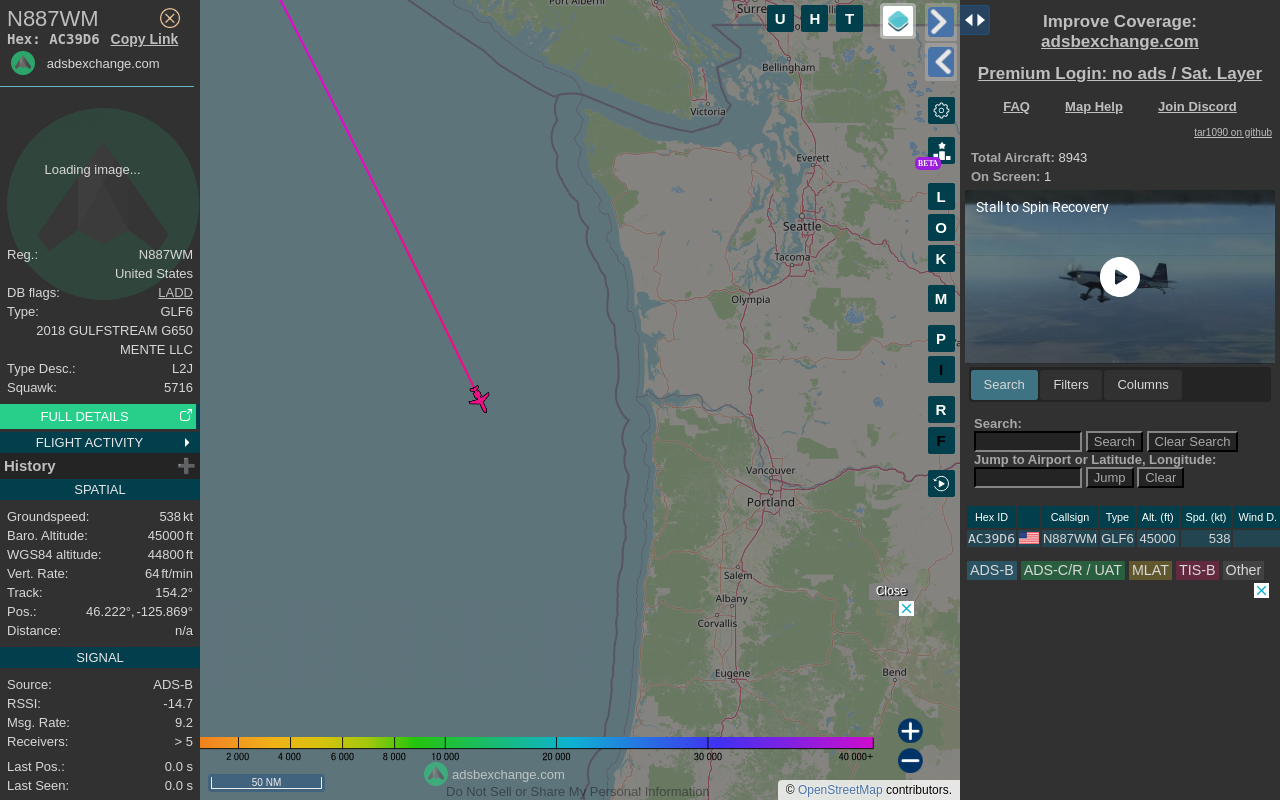 N887WM
Hex: AC39D6 Copy Link
adsbexchange.com
Loading image...
Reg.: N887WM
United States
DB flags: LADD
Type: GLF6
2018 GULFSTREAM G650
MENTE LLC
Type Desc.: L2J
Squawk: 5716
FULL DETAILS
FLIGHT ACTIVITY
History
SPATIAL
Groundspeed: 538 kt
Baro. Altitude: 45000 ft
WGS84 altitude: 44800 ft
Vert. Rate: 64 ft/min
Track: 154.2°
Pos.: 46.222°, -125.869°
Distance: n/a
SIGNAL
Source: ADS-B
RSSI: -14.7
Msg. Rate: 9.2
Receivers: > 5
Last Pos.: 0.0 s
Last Seen: 0.0 s
Port Alberni
U H T
Bellingham
Victoria
Everett
Seattle
Tacoma
Olympia
Vancouver
Portland
Salem
Albany
Corvallis
Eugene
Bend
BETA
L
O
K
M
P
I
R
F
Close
2 000 4 000 6 000 8 000 10 000 20 000 30 000 40 000+
50 NM
adsbexchange.com
Do Not Sell or Share My Personal Information
© OpenStreetMap contributors.
Improve Coverage:
adsbexchange.com
Premium Login: no ads / Sat. Layer
FAQ Map Help Join Discord
tar1090 on github
Total Aircraft: 8943
On Screen: 1
Stall to Spin Recovery
Search Filters Columns
Search:
Search Clear Search
Jump to Airport or Latitude, Longitude:
Jump Clear
Hex ID Callsign Type Alt. (ft) Spd. (kt) Wind D.
AC39D6 N887WM GLF6 45000 538
ADS-B ADS-C/R / UAT MLAT TIS-B Other